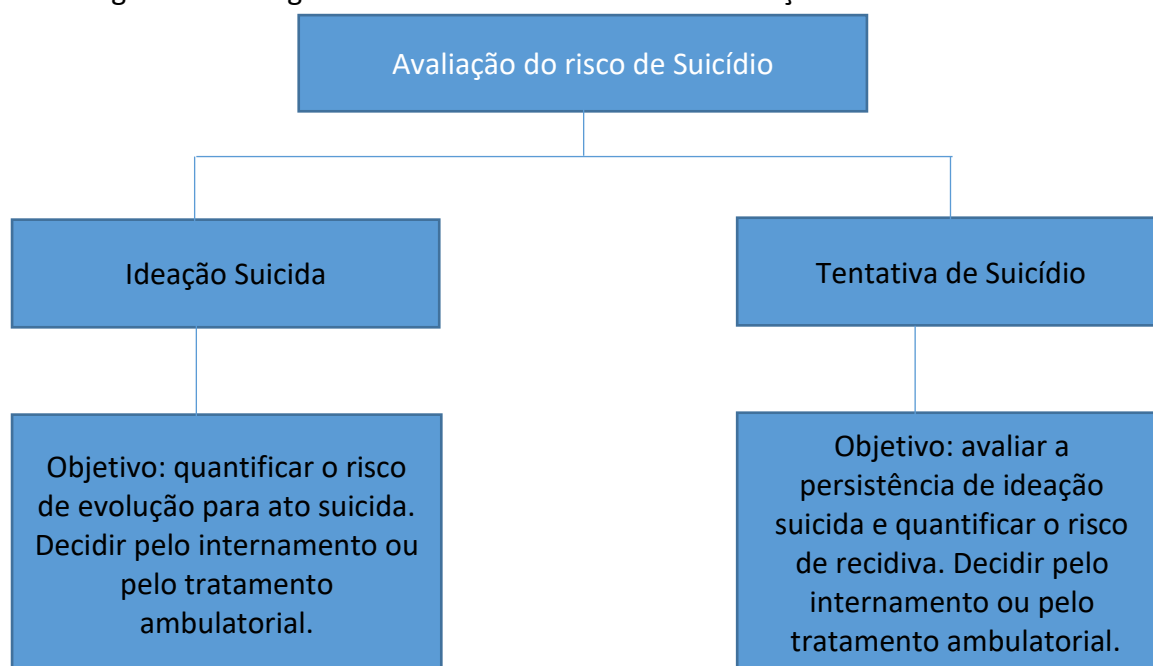 Avaliação do risco de Suicídio
Ideação Suicida
Tentativa de Suicídio
Objetivo: quantificar o risco
de evolução para ato suicida.
Decidir pelo internamento ou
pelo tratamento
ambulatorial.
Objetivo: avaliar a
persistência de ideação
suicida e quantificar o risco
de recidiva. Decidir pelo
internamento ou pelo
tratamento ambulatorial.